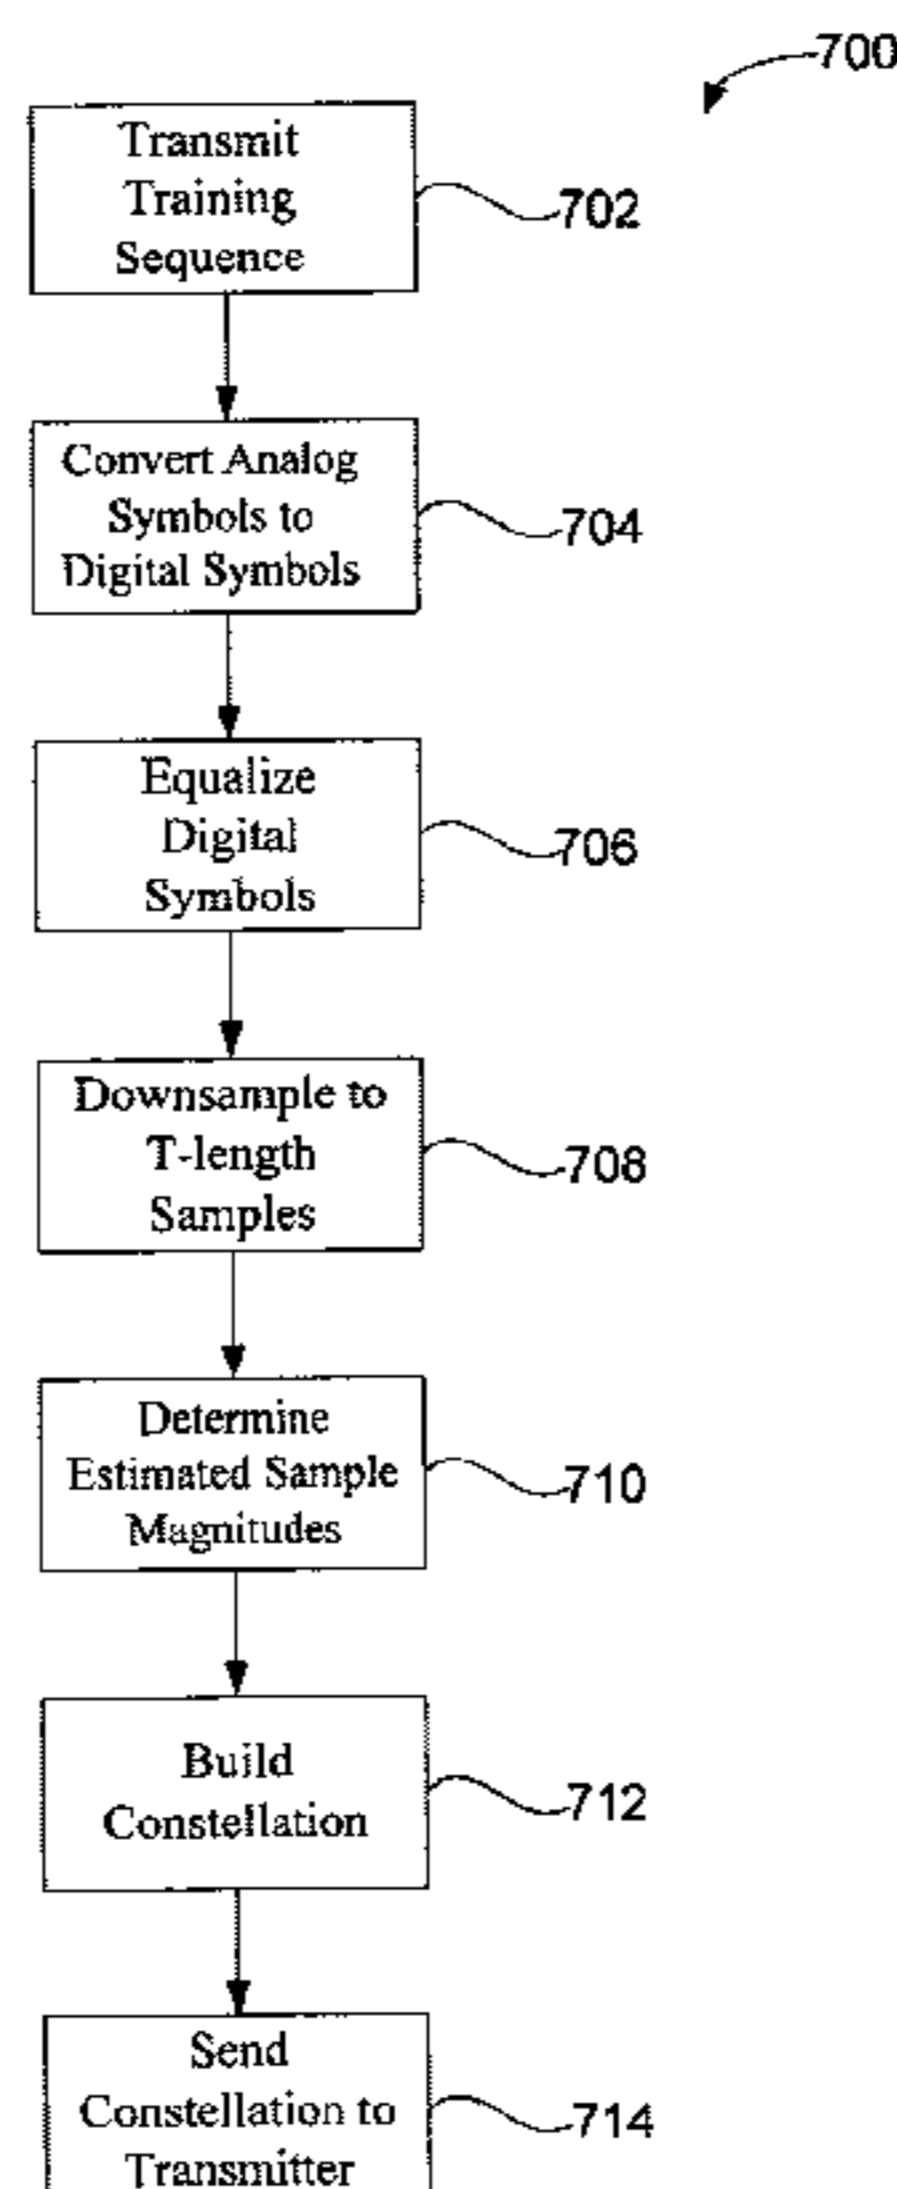 700
Transmit
Training
Sequence
702
Convert Analog
Symbols to
Digital Symbols
704
Equalize
Digital
Symbols
706
Downsample to
T-length
Samples
708
Determine
Estimated Sample
Magnitudes
710
Build
Constellation
712
Send
Constellation to
Transmitter
714